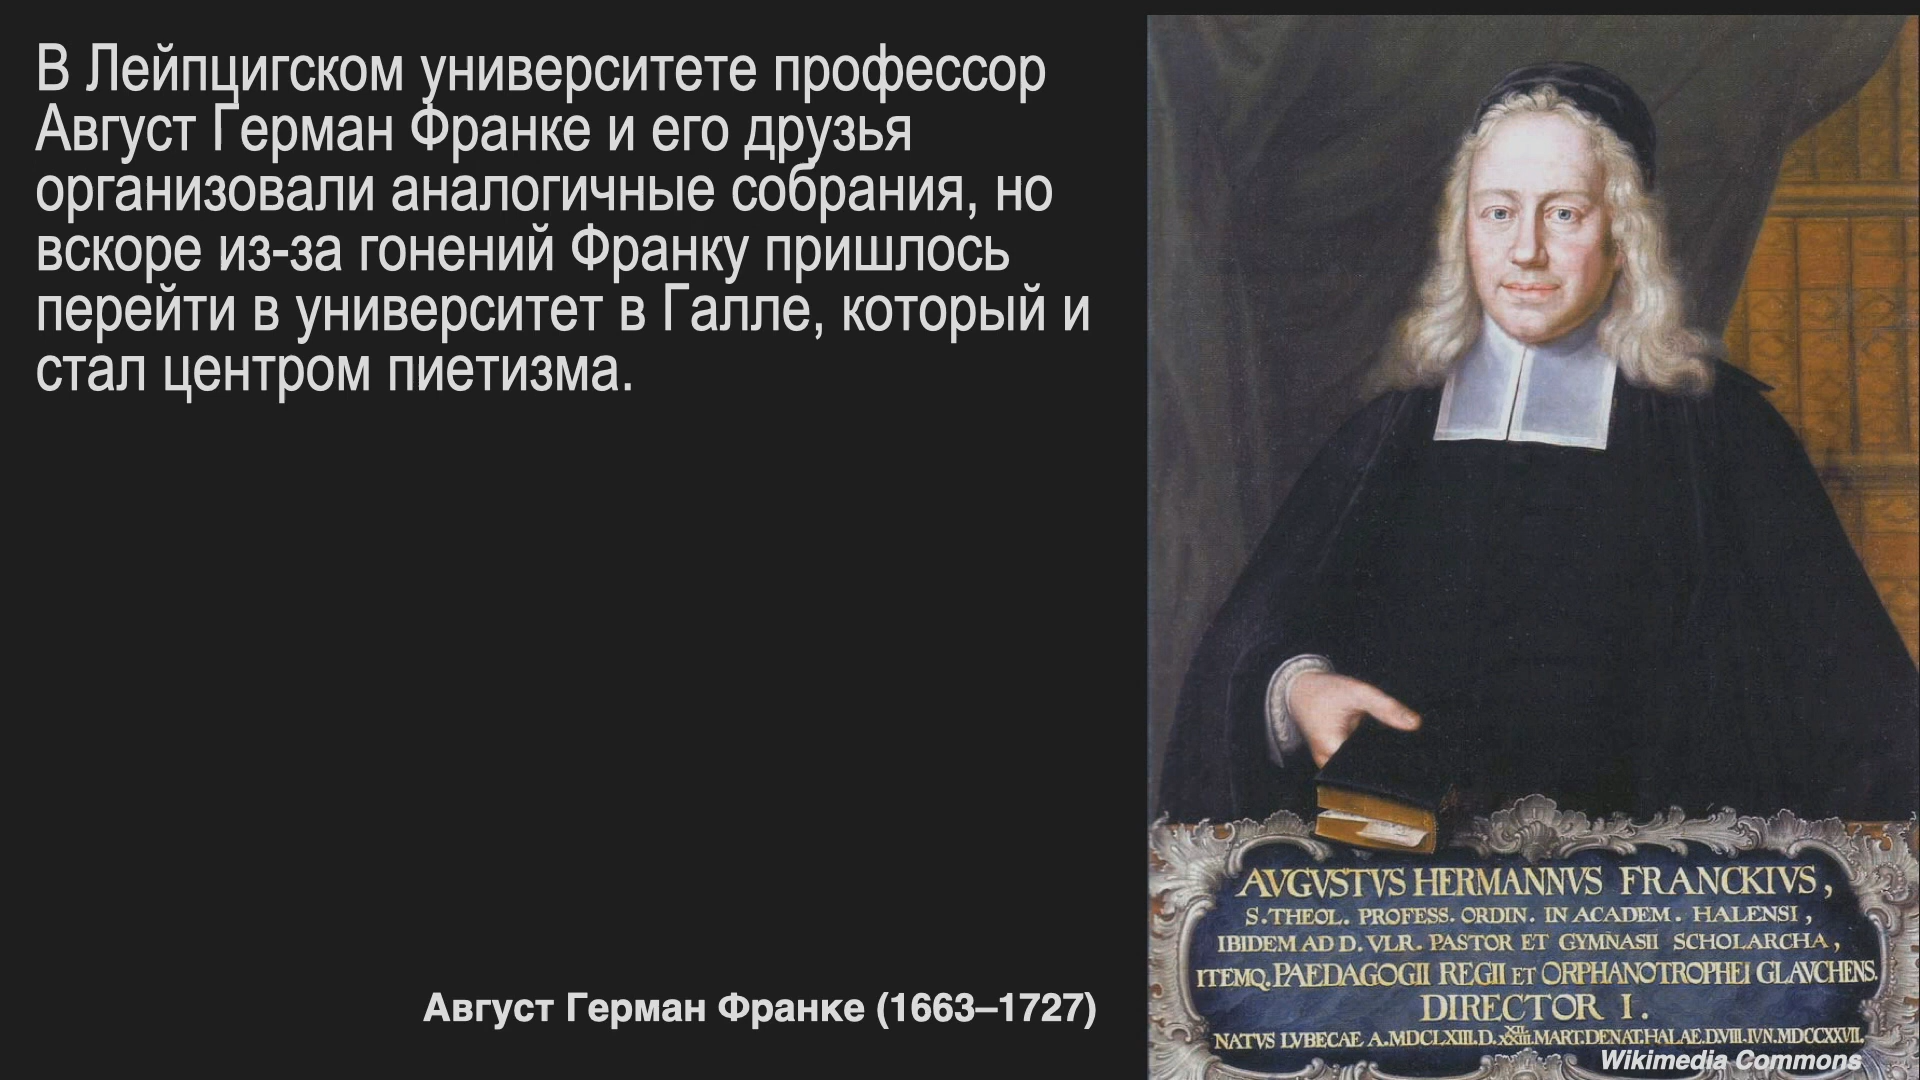 В Лейпцигском университете профессор
Август Герман Франке и его друзья
организовали аналогичные собрания, но
вскоре из-за гонений Франку пришлось
перейти в университет в Галле, который и
стал центром пиетизма.
Август Герман Франке (1663–1727)
AVGVSTVS HERMANNVS FRANCKIVS,
S. THEOL. PROFESS. ORDIN. IN ACADEM. HALENSI,
IBIDEM AD D. VLR. PASTOR ET GYMNASII SCHOLARCHA,
ITEMQ. PAEDAGOGII REGII ET ORPHANOTROPHEI GLAVCHENS.
DIRECTOR I.
NATVS LVBECAE A. MDCLXIII. D. XII. XXIII. MART. DENAT. HALAE. D. VIII. IVN. MDCCXXVII.
Wikimedia Commons